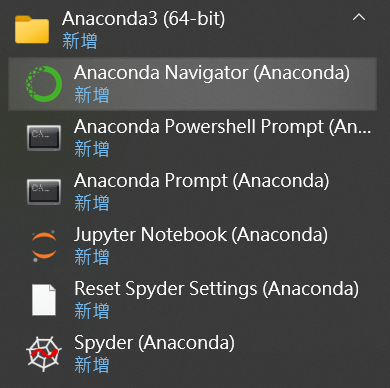 Anaconda3 (64-bit)
新增
Anaconda Navigator (Anaconda)
新增
Anaconda Powershell Prompt (An...
新增
Anaconda Prompt (Anaconda)
新增
Jupyter Notebook (Anaconda)
新增
Reset Spyder Settings (Anaconda)
新增
Spyder (Anaconda)
新增